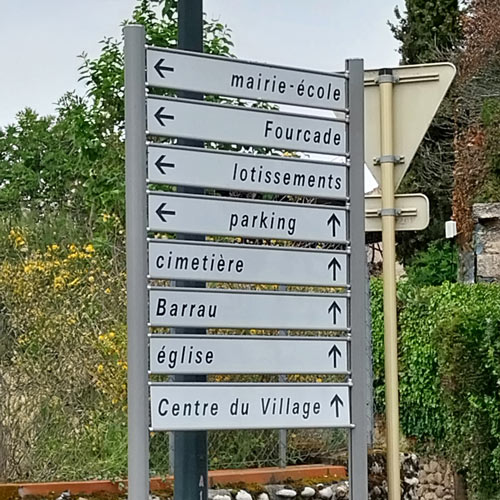 ← mairie-école
← Fourcade
← lotissements
← parking ↑
cimetière ↑
Barrau ↑
église ↑
Centre du Village ↑